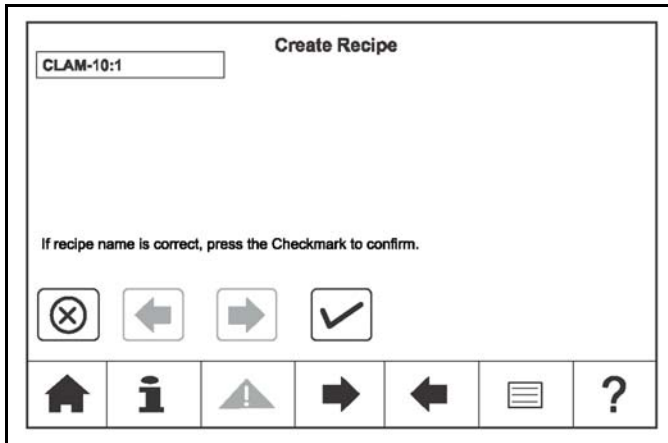 Create Recipe
CLAM-10:1
If recipe name is correct, press the Checkmark to confirm.
?